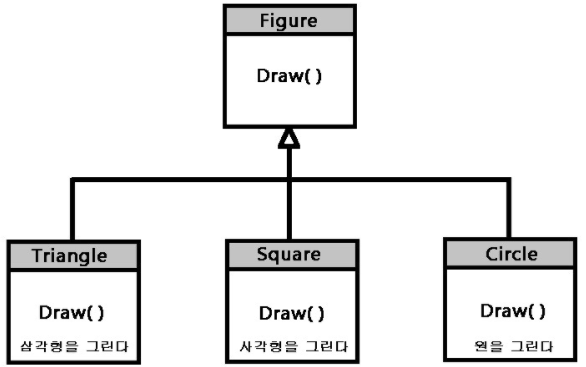 Figure
Draw( )
Triangle
Draw( )
삼각형을 그린다
Square
Draw( )
사각형을 그린다
Circle
Draw( )
원을 그린다